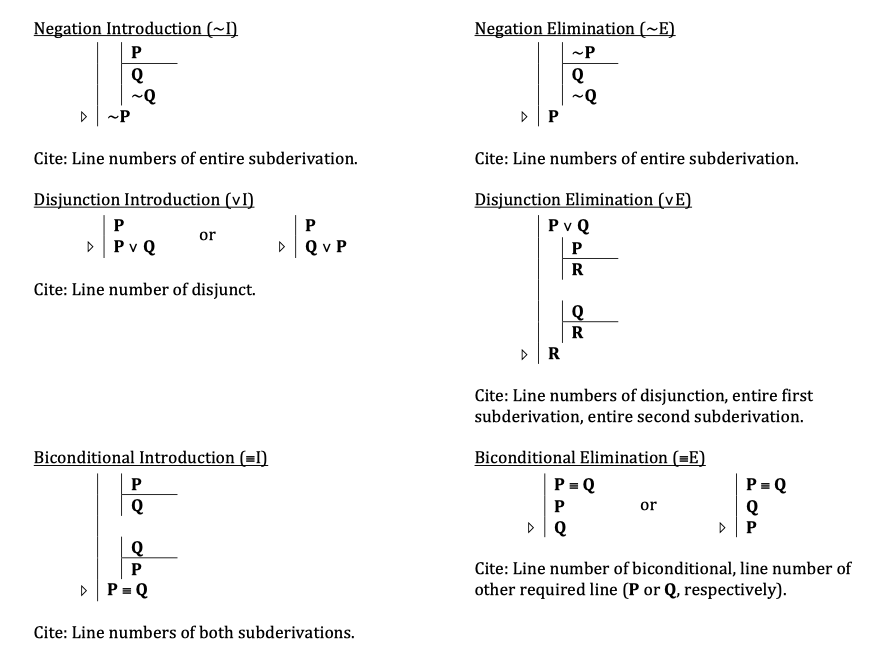 Negation Introduction (~I)
P
Q
~Q
▷ ~P
Cite: Line numbers of entire subderivation.
Negation Elimination (~E)
~P
Q
~Q
▷ P
Cite: Line numbers of entire subderivation.
Disjunction Introduction (∨I)
P
▷ P ∨ Q
or
P
▷ Q ∨ P
Cite: Line number of disjunct.
Disjunction Elimination (∨E)
P ∨ Q
P
R
Q
R
▷ R
Cite: Line numbers of disjunction, entire first
subderivation, entire second subderivation.
Biconditional Introduction (≡I)
P
Q
Q
P
▷ P ≡ Q
Cite: Line numbers of both subderivations.
Biconditional Elimination (≡E)
P ≡ Q
P
▷ Q
or
P ≡ Q
Q
▷ P
Cite: Line number of biconditional, line number of
other required line (P or Q, respectively).